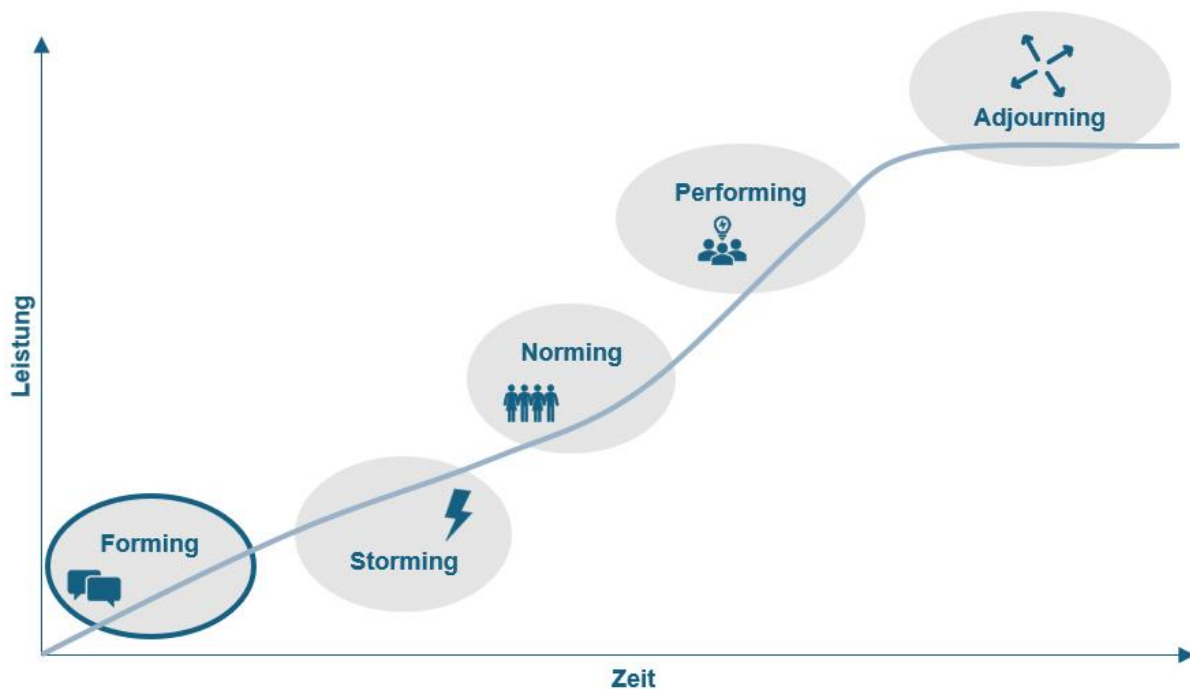 Adjourning
Performing
Norming
Leistung
Forming
Storming
Zeit